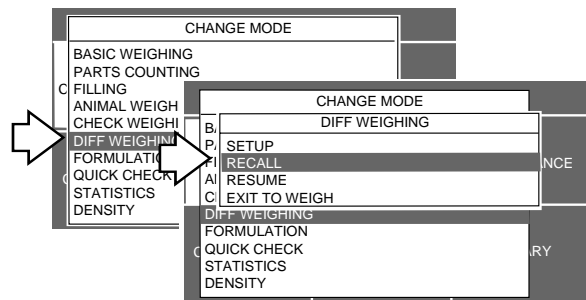 CHANGE MODE
BASIC WEIGHING
PARTS COUNTING
C FILLING
ANIMAL WEIGH
CHECK WEIGHI
DIFF WEIGHING
FORMULATIO
QUICK CHECK
STATISTICS
DENSITY
CHANGE MODE
DIFF WEIGHING
SETUP
RECALL
RESUME
EXIT TO WEIGH
NCE
DIFF WEIGHING
FORMULATION
QUICK CHECK
STATISTICS
DENSITY
RY